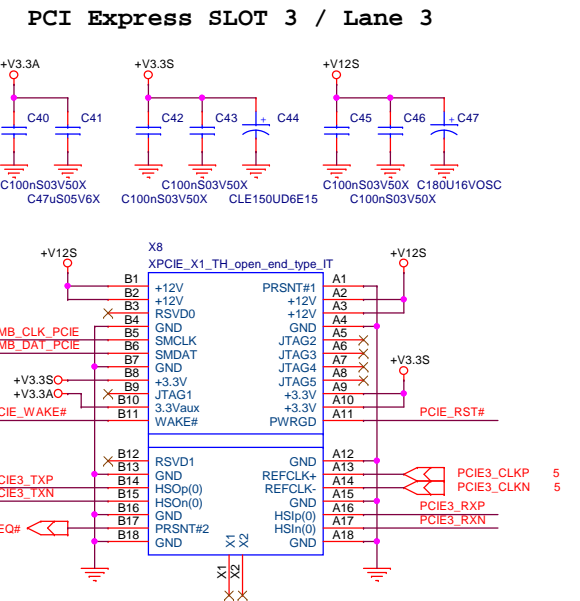 PCI Express SLOT 3 / Lane 3
+V3.3A +V3.3S +V12S
C40 C41 C42 C43 C44 C45 C46 C47
+ +
C100nS03V50X C100nS03V50X C100nS03V50X C180U16VOSC
C47uS05V6X C100nS03V50X CLE150UD6E15 C100nS03V50X
X8
XPCIE_X1_TH_open_end_type_IT
+V12S +V12S
B1 +12V PRSNT#1 A1
B2 +12V +12V A2
B3 RSVD0 +12V A3
B4 GND GND A4
MB_CLK_PCIE B5 SMCLK JTAG2 A5
MB_DAT_PCIE B6 SMDAT JTAG3 A6
B7 GND JTAG4 A7
+V3.3S
+V3.3S B8 +3.3V JTAG5 A8
+V3.3A B9 JTAG1 +3.3V A9
B10 3.3Vaux +3.3V A10
CIE_WAKE# B11 WAKE# PWRGD A11 PCIE_RST#
B12 RSVD1 GND A12
B13 GND REFCLK+ A13 PCIE3_CLKP 5
CIE3_TXP B14 HSOp(0) REFCLK- A14 PCIE3_CLKN 5
CIE3_TXN B15 HSOn(0) GND A15
B16 GND HSIp(0) A16 PCIE3_RXP
EQ# B17 PRSNT#2 HSIn(0) A17 PCIE3_RXN
B18 GND GND A18
X1 X2
X1 X2